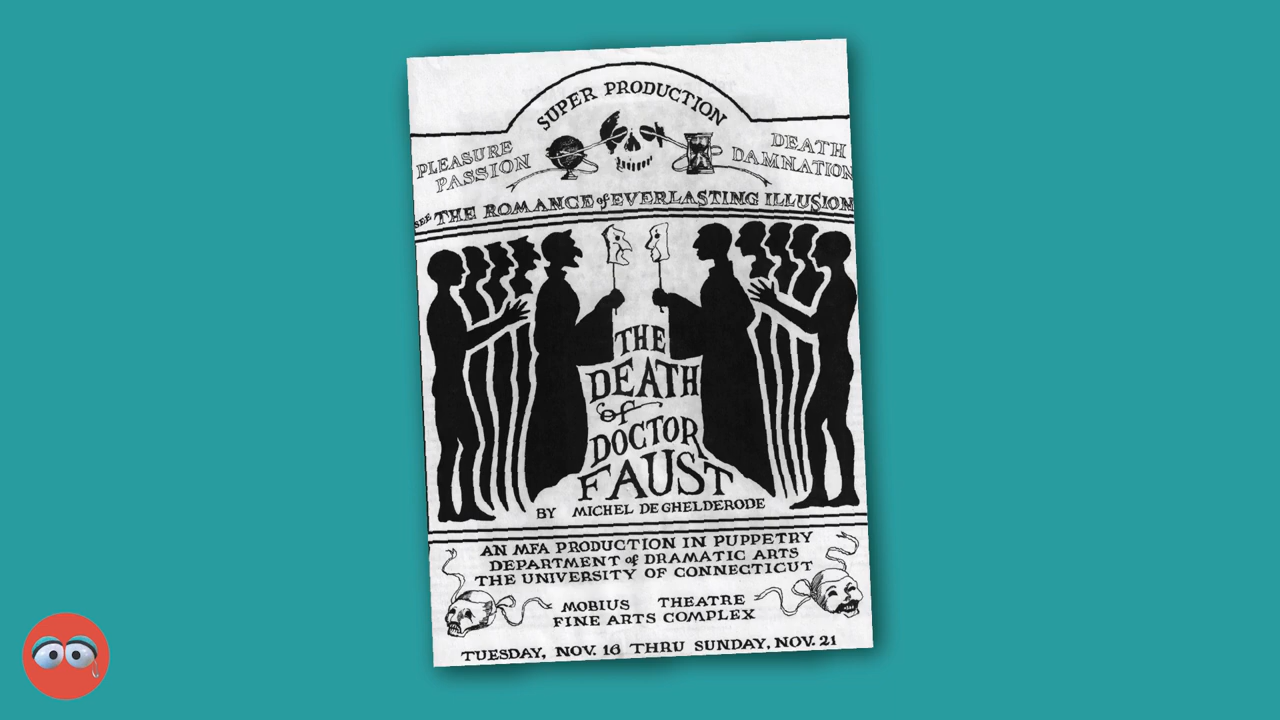 SUPER PRODUCTION
PLEASURE
PASSION
DEATH
DAMNATION
SEE THE ROMANCE of EVERLASTING ILLUSION
THE
DEATH
of
DOCTOR
FAUST
BY MICHEL DE GHELDERODE
AN MFA PRODUCTION IN PUPPETRY
DEPARTMENT of DRAMATIC ARTS
THE UNIVERSITY OF CONNECTICUT
MOBIUS THEATRE
FINE ARTS COMPLEX
TUESDAY, NOV. 16 THRU SUNDAY, NOV. 21